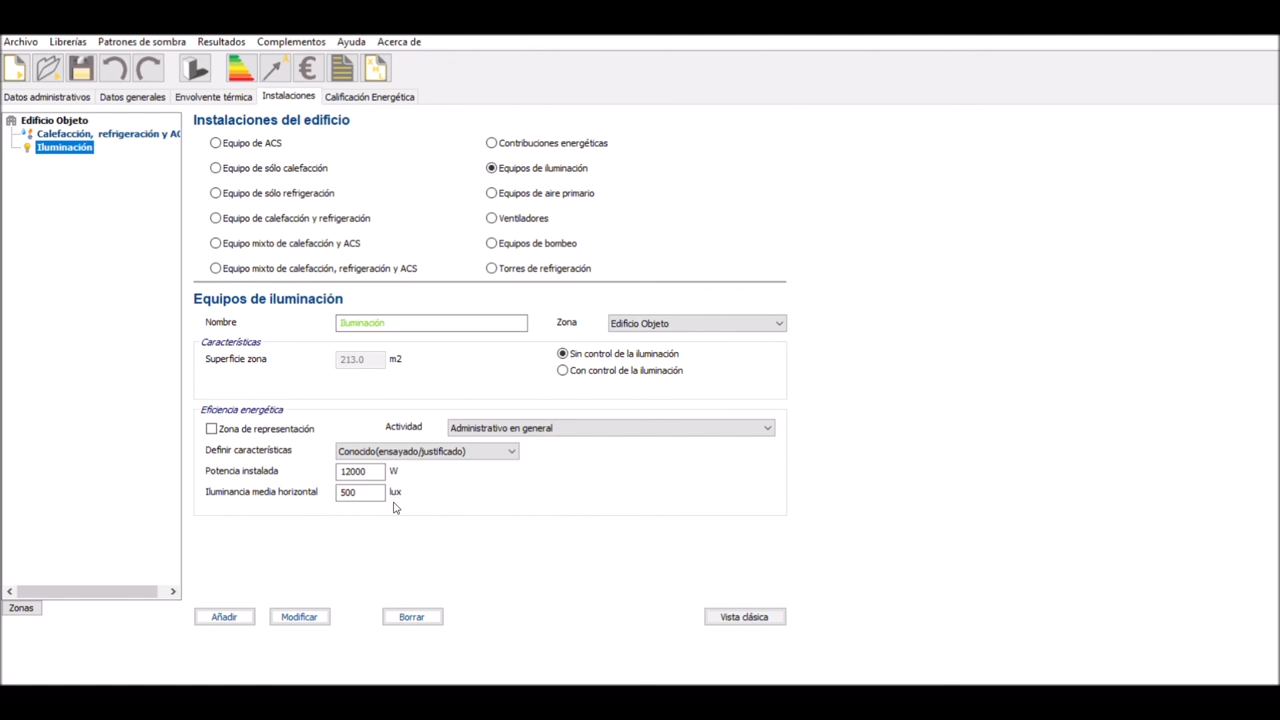 Archivo Librerías Patrones de sombra Resultados Complementos Ayuda Acerca de
Datos administrativos Datos generales Envolvente térmica Instalaciones Calificación Energética
Edificio Objeto
Calefacción, refrigeración y AC
Iluminación
Zonas
Instalaciones del edificio
Equipo de ACS Contribuciones energéticas
Equipo de sólo calefacción Equipos de iluminación
Equipo de sólo refrigeración Equipos de aire primario
Equipo de calefacción y refrigeración Ventiladores
Equipo mixto de calefacción y ACS Equipos de bombeo
Equipo mixto de calefacción, refrigeración y ACS Torres de refrigeración
Equipos de iluminación
Nombre Iluminación Zona Edificio Objeto
Características
Superficie zona 213.0 m2 Sin control de la iluminación
Con control de la iluminación
Eficiencia energética
Zona de representación Actividad Administrativo en general
Definir características Conocido(ensayado/justificado)
Potencia instalada 12000 W
Iluminancia media horizontal 500 lux
Añadir Modificar Borrar Vista clásica